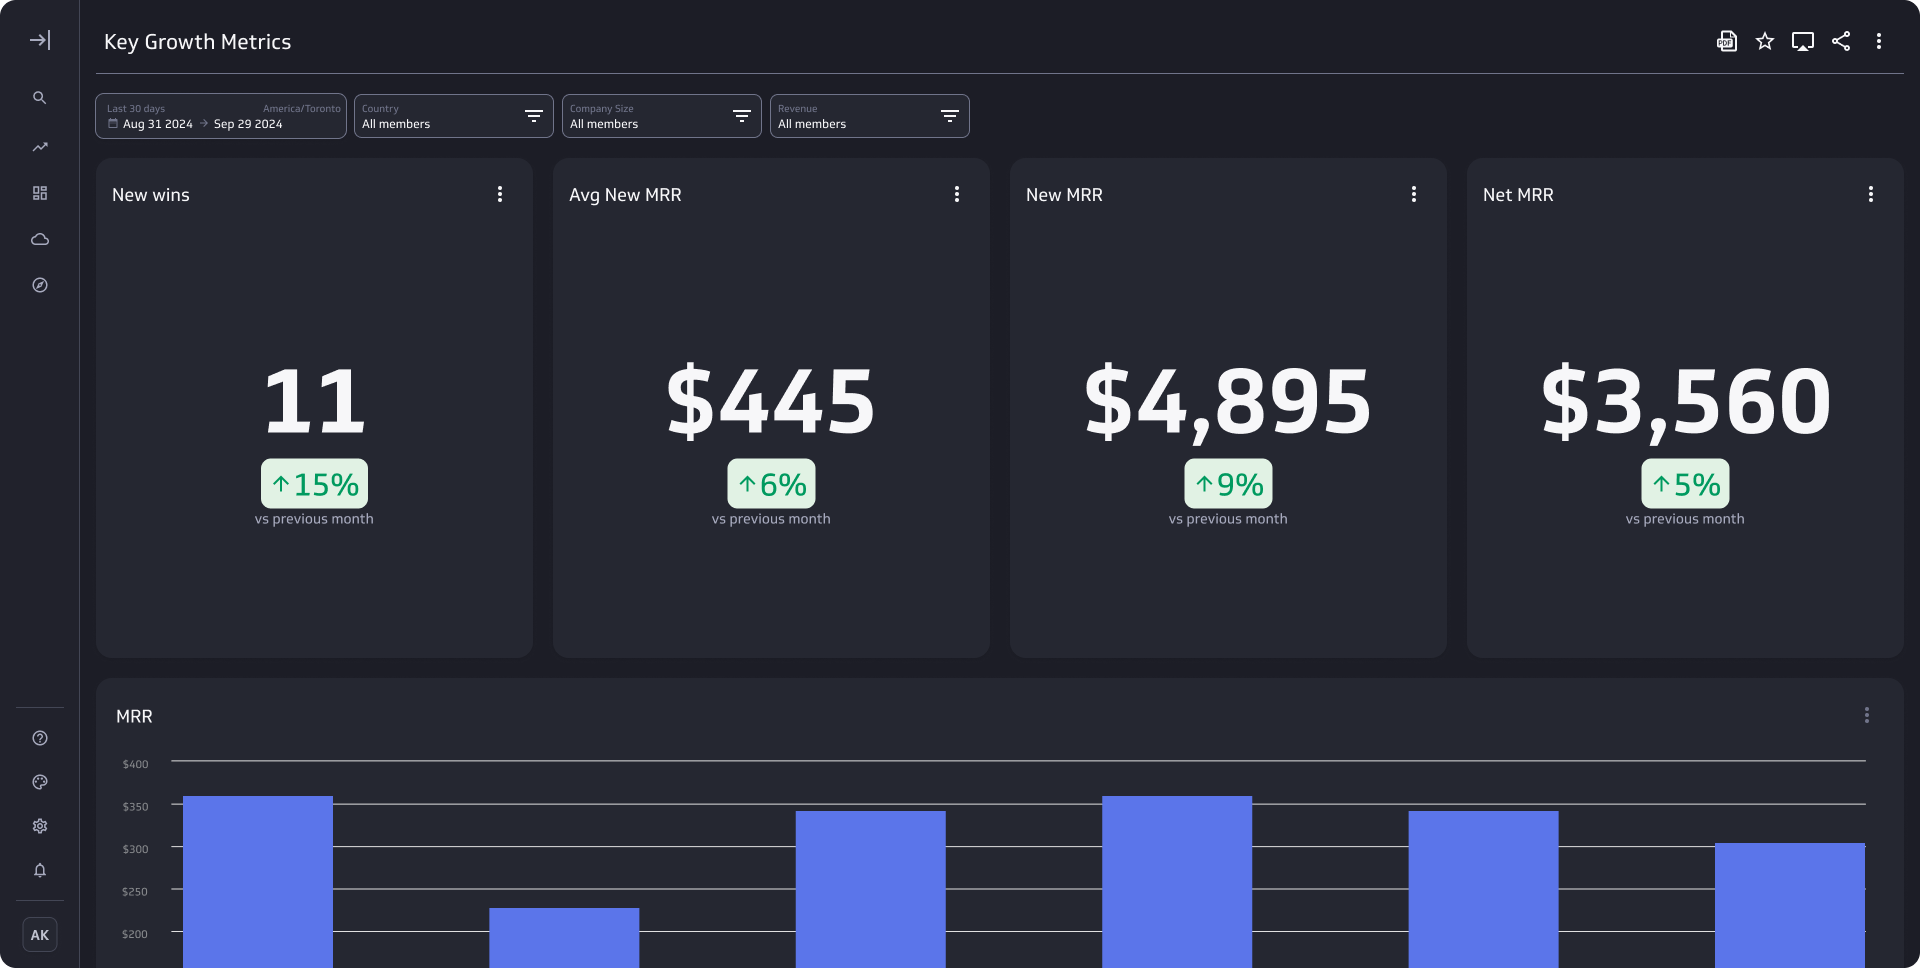 Key Growth Metrics
PDF
Last 30 days America/Toronto
Aug 31 2024 → Sep 29 2024
Country
All members
Company Size
All members
Revenue
All members
New wins
11
↑15%
vs previous month
Avg New MRR
$445
↑6%
vs previous month
New MRR
$4,895
↑9%
vs previous month
Net MRR
$3,560
↑5%
vs previous month
MRR
$400
$350
$300
$250
$200
AK